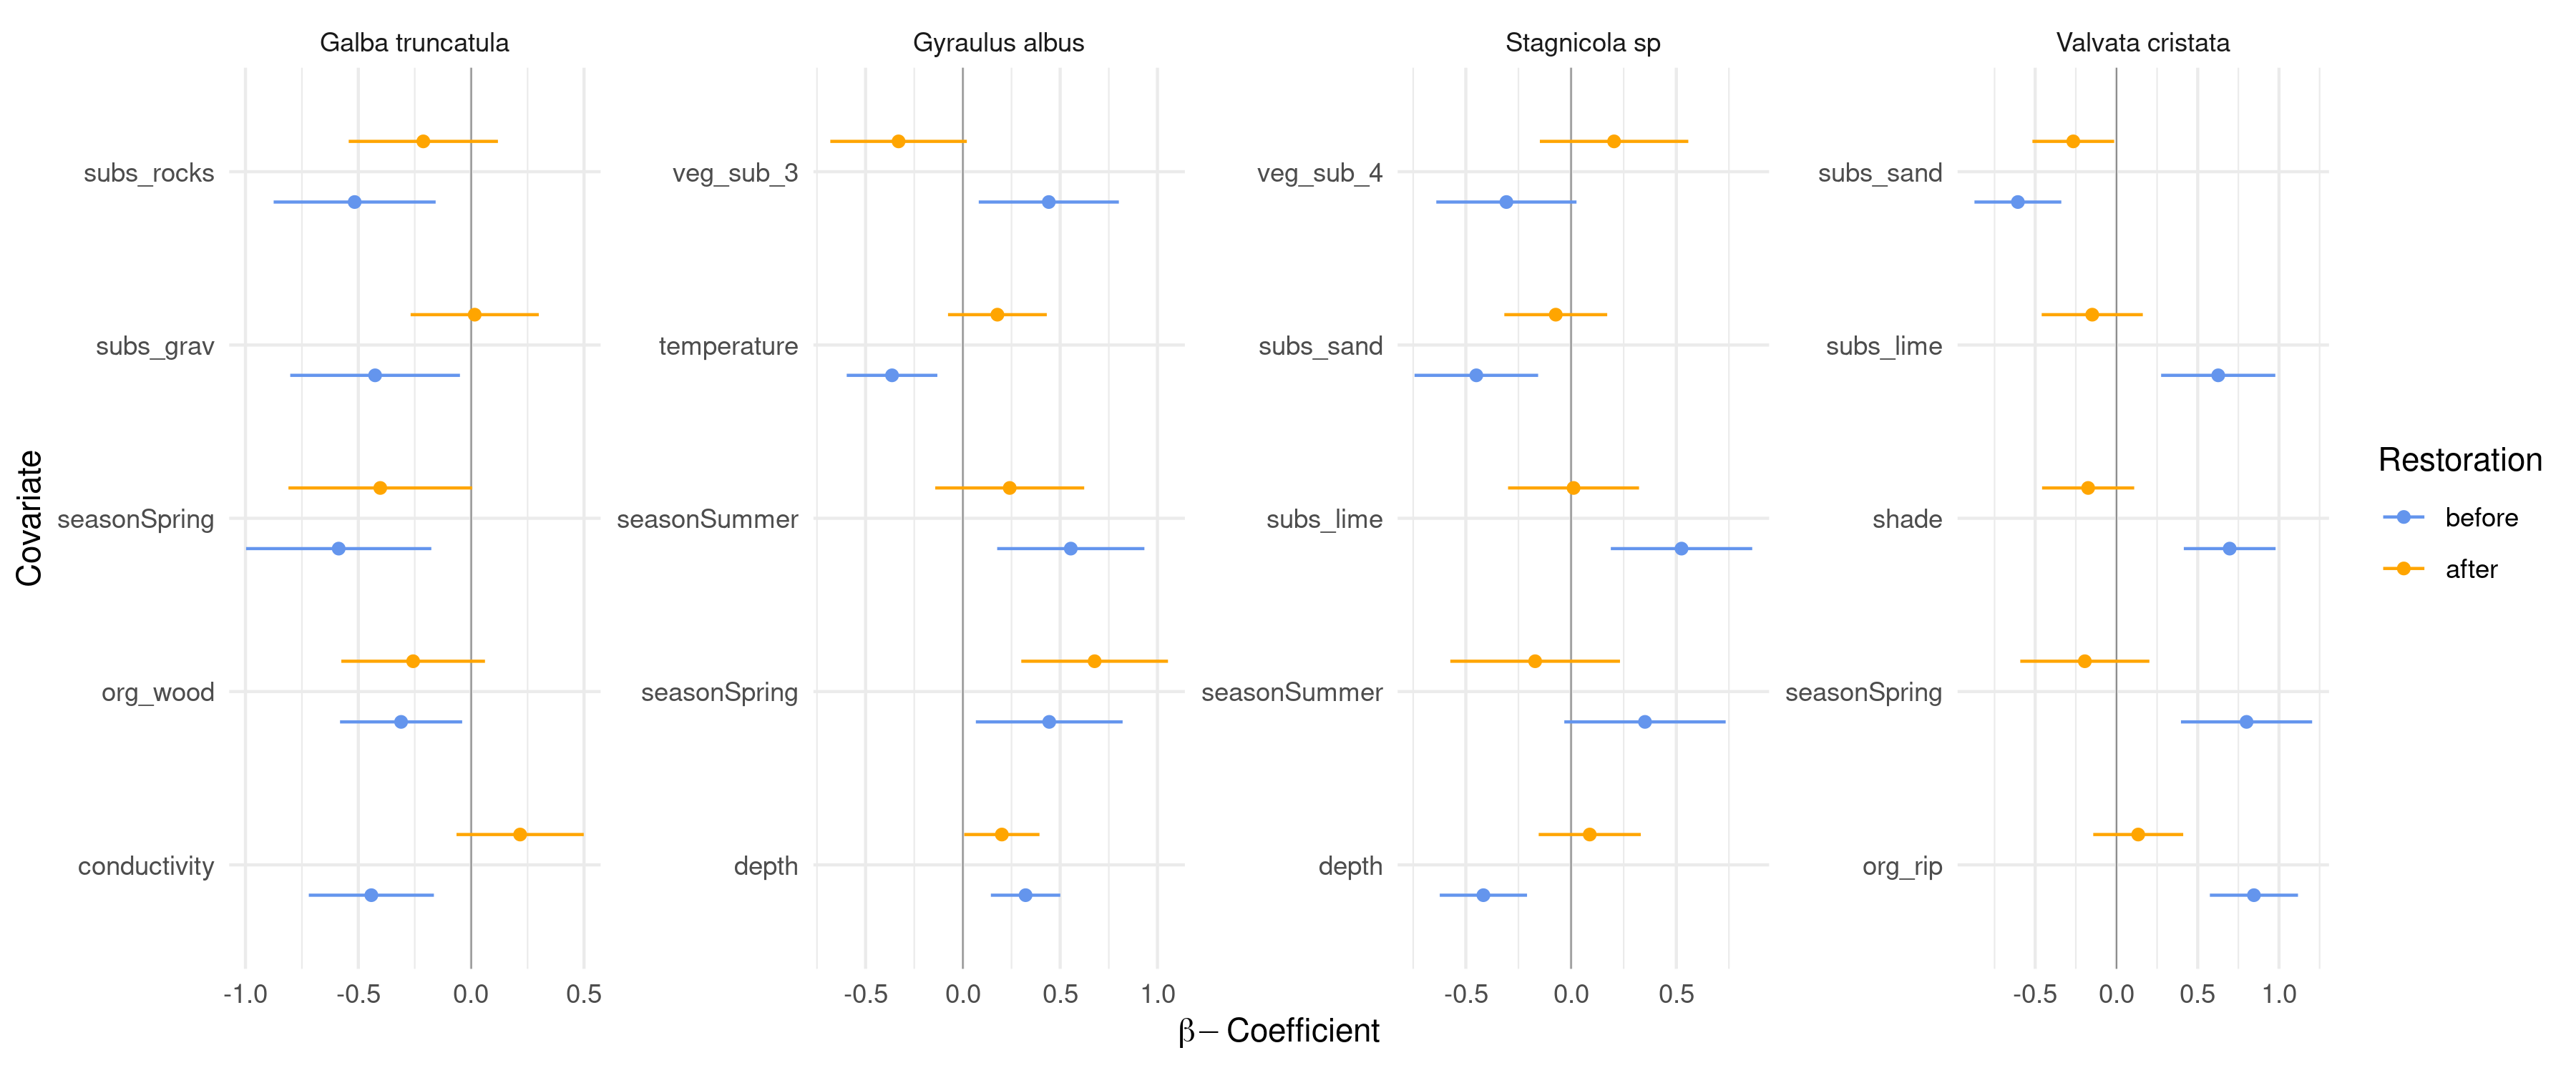 Galba truncatula
Gyraulus albus
Stagnicola sp
Valvata cristata
Covariate
subs_rocks
subs_grav
seasonSpring
org_wood
conductivity
-1.0 -0.5 0.0 0.5
veg_sub_3
temperature
seasonSummer
seasonSpring
depth
-0.5 0.0 0.5 1.0
veg_sub_4
subs_sand
subs_lime
seasonSummer
depth
-0.5 0.0 0.5
subs_sand
subs_lime
shade
seasonSpring
org_rip
-0.5 0.0 0.5 1.0
β− Coefficient
Restoration
before
after